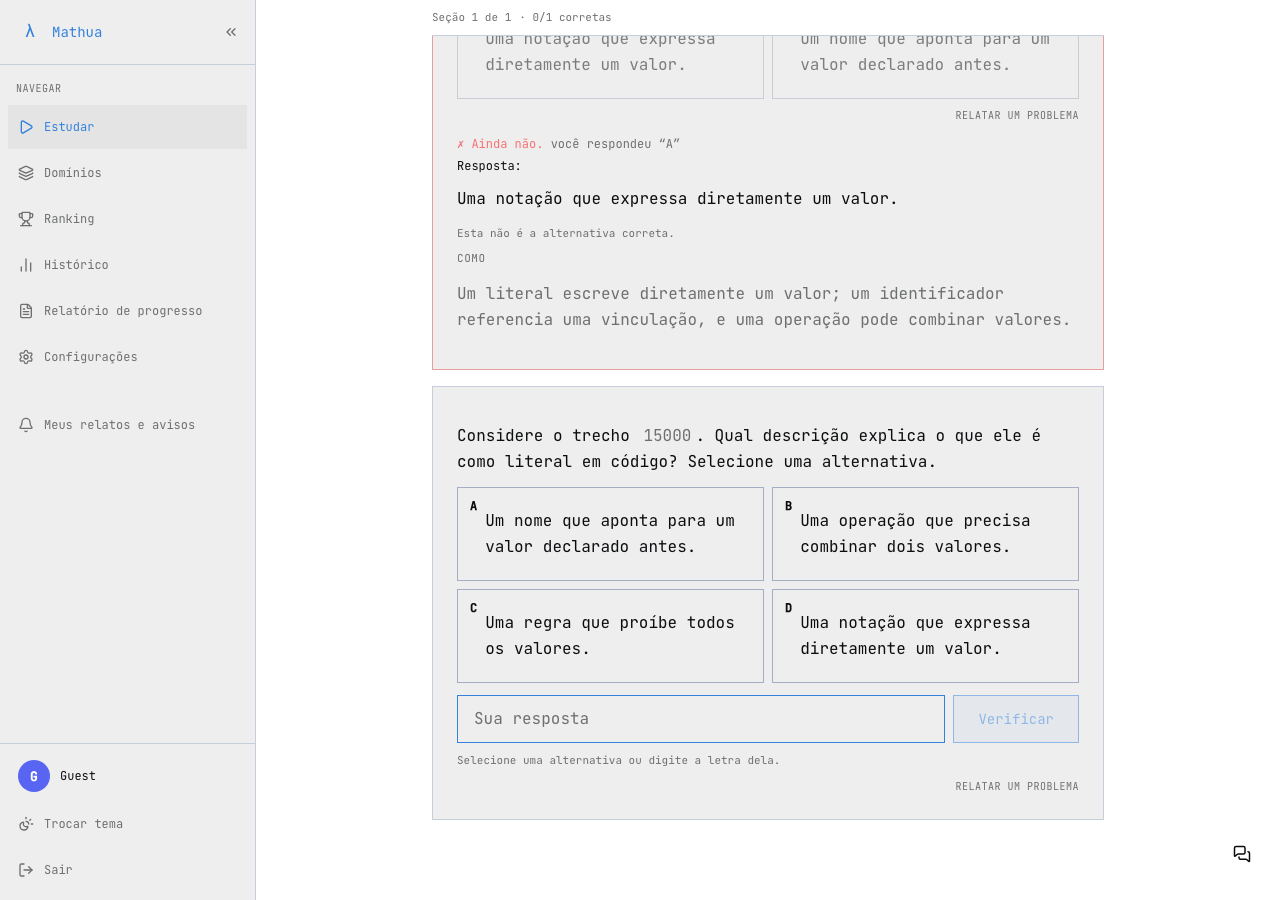 λ Mathua
NAVEGAR
Estudar
Domínios
Ranking
Histórico
Relatório de progresso
Configurações
Meus relatos e avisos
G Guest
Trocar tema
Sair
Seção 1 de 1 · 0/1 corretas
Uma notação que expressa
diretamente um valor.
Um nome que aponta para um
valor declarado antes.
RELATAR UM PROBLEMA
✗ Ainda não. você respondeu “A”
Resposta:
Uma notação que expressa diretamente um valor.
Esta não é a alternativa correta.
COMO
Um literal escreve diretamente um valor; um identificador
referencia uma vinculação, e uma operação pode combinar valores.
Considere o trecho 15000. Qual descrição explica o que ele é
como literal em código? Selecione uma alternativa.
A
Um nome que aponta para um
valor declarado antes.
B
Uma operação que precisa
combinar dois valores.
C
Uma regra que proíbe todos
os valores.
D
Uma notação que expressa
diretamente um valor.
Sua resposta
Verificar
Selecione uma alternativa ou digite a letra dela.
RELATAR UM PROBLEMA